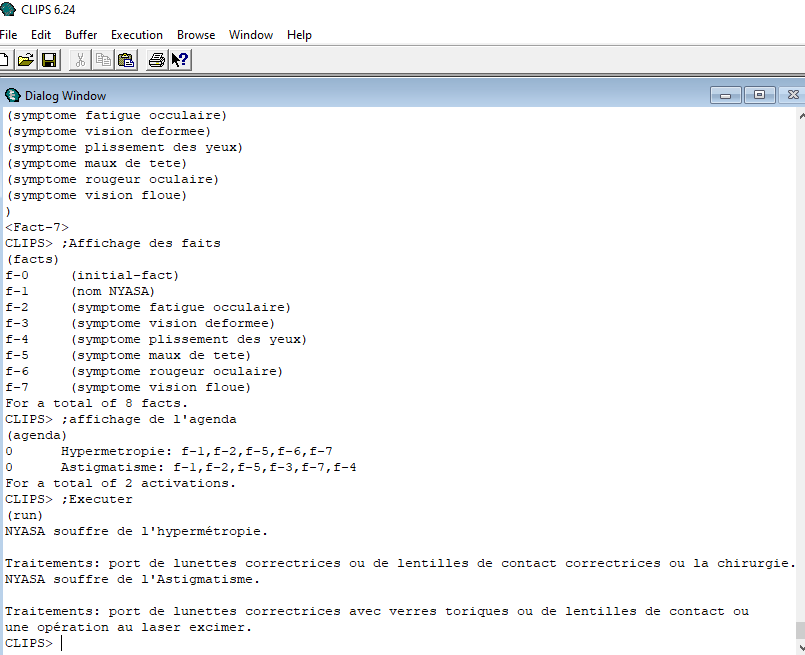 CLIPS 6.24
File Edit Buffer Execution Browse Window Help
Dialog Window
(symptome fatigue occulaire)
(symptome vision deformee)
(symptome plissement des yeux)
(symptome maux de tete)
(symptome rougeur oculaire)
(symptome vision floue)
)
<Fact-7>
CLIPS> ;Affichage des faits
(facts)
f-0 (initial-fact)
f-1 (nom NYASA)
f-2 (symptome fatigue occulaire)
f-3 (symptome vision deformee)
f-4 (symptome plissement des yeux)
f-5 (symptome maux de tete)
f-6 (symptome rougeur oculaire)
f-7 (symptome vision floue)
For a total of 8 facts.
CLIPS> ;affichage de l'agenda
(agenda)
0 Hypermetropie: f-1,f-2,f-5,f-6,f-7
0 Astigmatisme: f-1,f-2,f-5,f-3,f-7,f-4
For a total of 2 activations.
CLIPS> ;Executer
(run)
NYASA souffre de l'hypermétropie.
Traitements: port de lunettes correctrices ou de lentilles de contact correctrices ou la chirurgie.
NYASA souffre de l'Astigmatisme.
Traitements: port de lunettes correctrices avec verres toriques ou de lentilles de contact ou
une opération au laser excimer.
CLIPS>